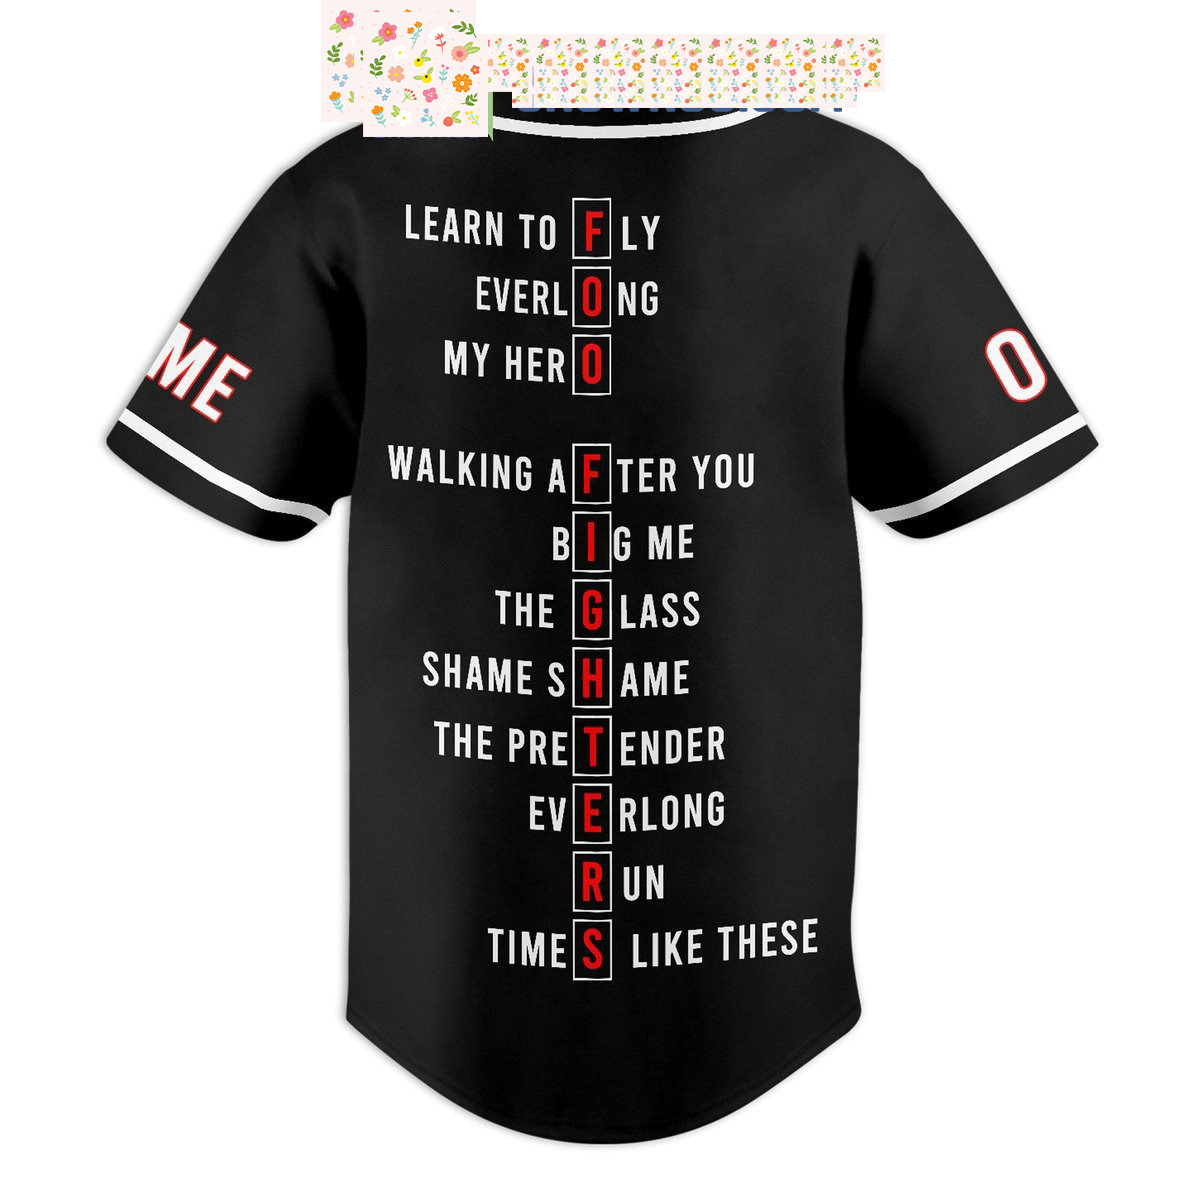 LEARN TO FLY
EVERLONG
MY HERO
ME
O
WALKING AFTER YOU
BIG ME
THE GLASS
SHAME SHAME
THE PRETENDER
EVERLONG
RUN
TIMES LIKE THESE